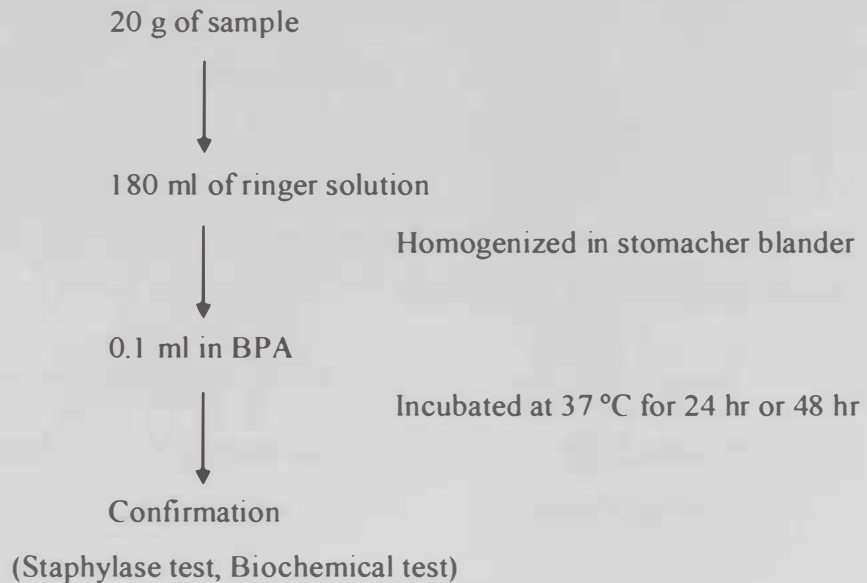 20 g of sample
180 ml of ringer solution
Homogenized in stomacher blander
0.1 ml in BPA
Incubated at 37 ºC for 24 hr or 48 hr
Confirmation
(Staphylase test, Biochemical test)